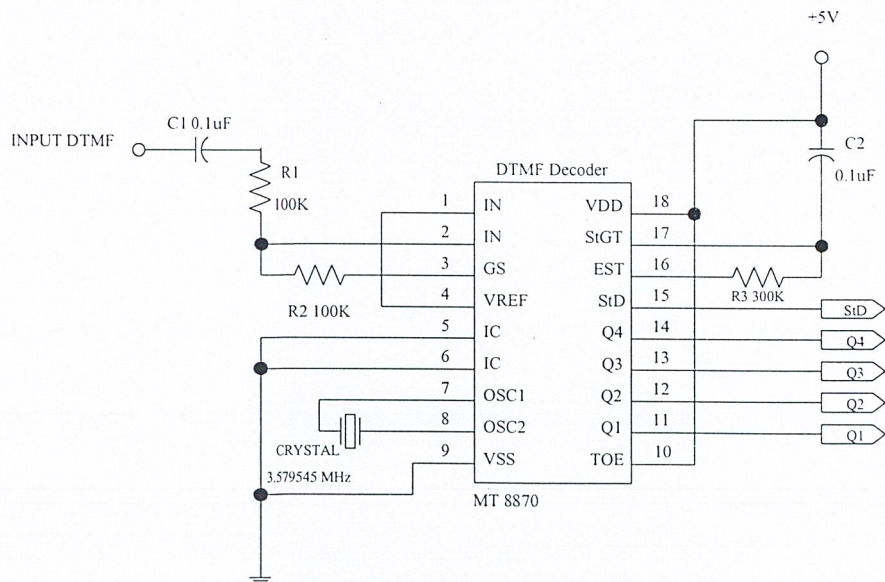 +5V
C1 0.1uF
INPUT DTMF
R1
100K
C2
0.1uF
DTMF Decoder
1 IN VDD 18
2 IN StGT 17
3 GS EST 16
R2 100K
R3 300K
4 VREF StD 15 StD
5 IC Q4 14 Q4
6 IC Q3 13 Q3
7 OSC1 Q2 12 Q2
8 OSC2 Q1 11 Q1
CRYSTAL
3.579545 MHz
9 VSS TOE 10
MT 8870